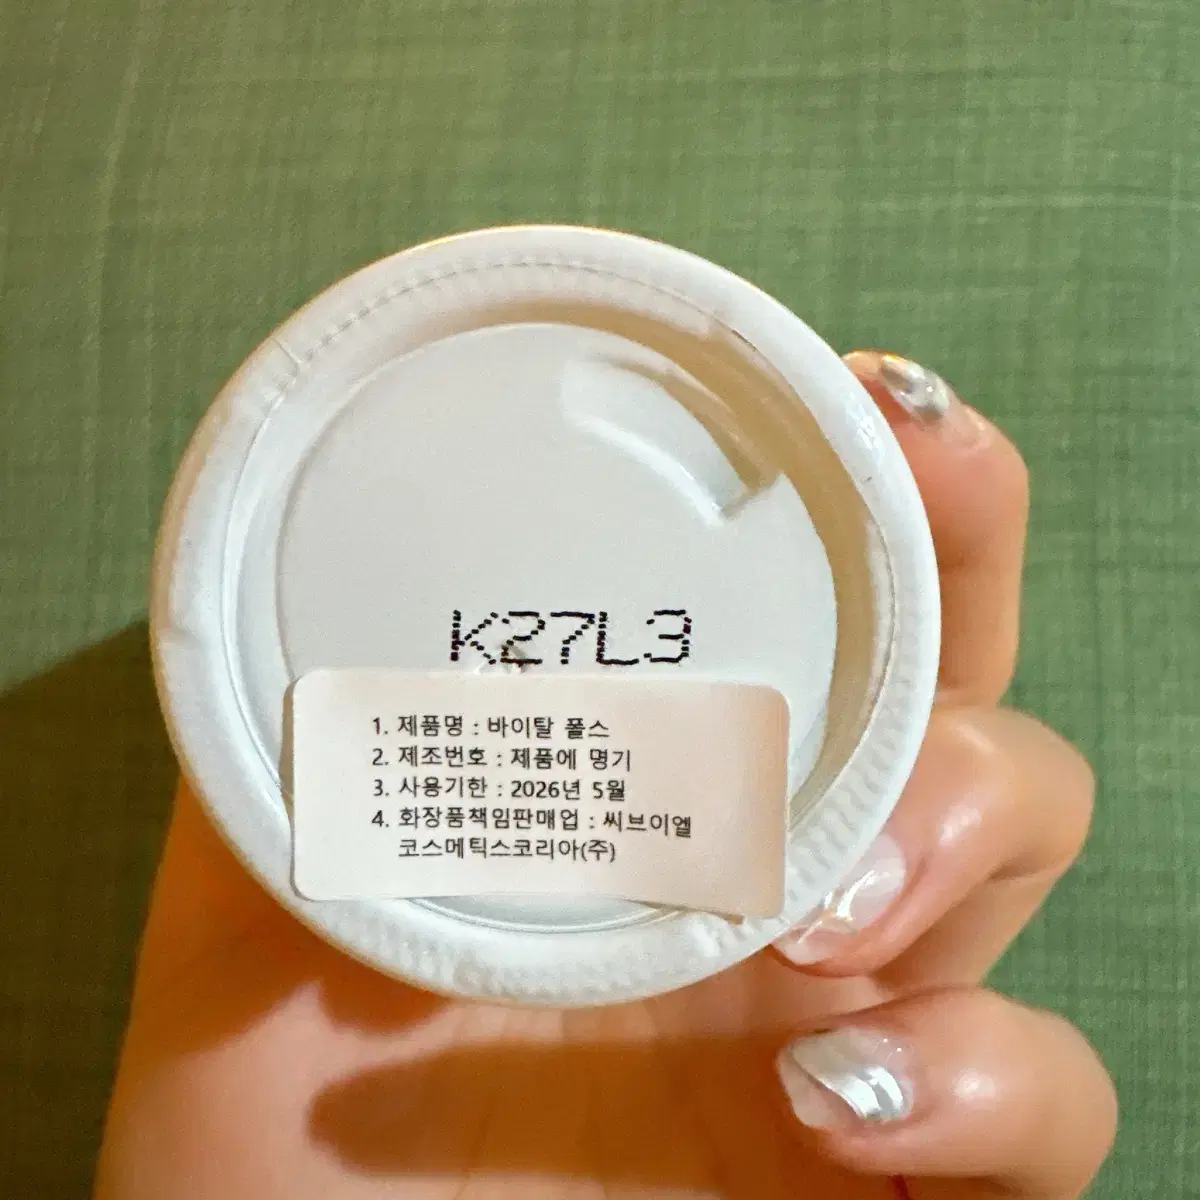 K27L3
1. 제품명 : 바이탈 폴스
2. 제조번호 : 제품에 명기
3. 사용기한 : 2026년 5월
4. 화장품책임판매업 : 씨브이엘
코스메틱스코리아(주)